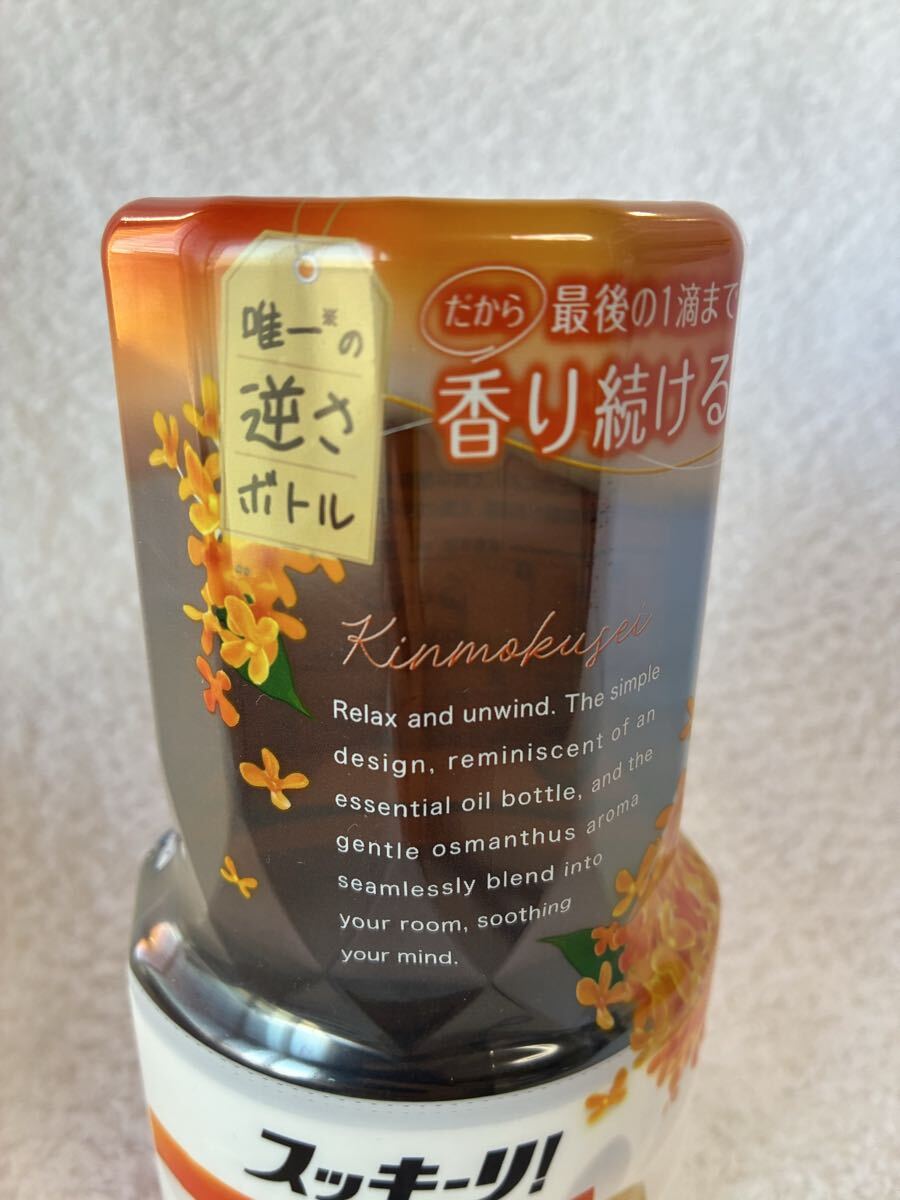 唯一※の
逆さ
ボトル
だから 最後の1滴まで
香り続ける
Kinmokusei
Relax and unwind. The simple
design, reminiscent of an
essential oil bottle, and the
gentle osmanthus aroma
seamlessly blend into
your room, soothing
your mind.
スッキーリ!